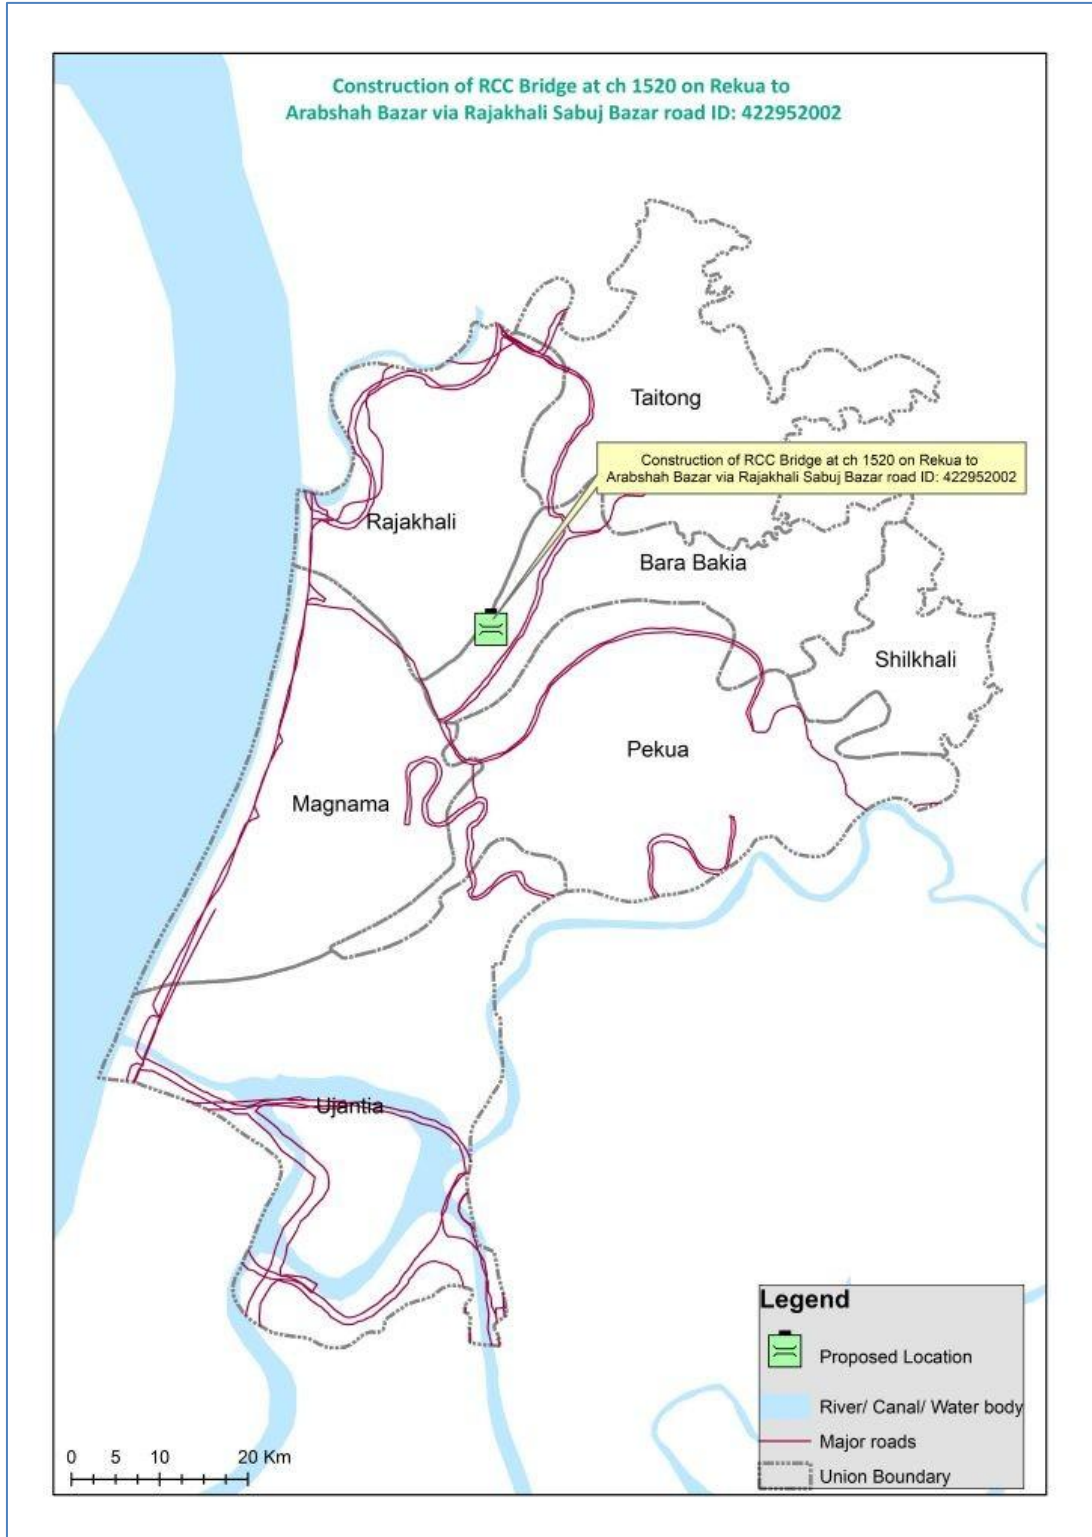 Construction of RCC Bridge at ch 1520 on Rekua to
Arabshah Bazar via Rajakhali Sabuj Bazar road ID: 422952002
Taitong
Construction of RCC Bridge at ch 1520 on Rekua to
Arabshah Bazar via Rajakhali Sabuj Bazar road ID: 422952002
Rajakhali
Bara Bakia
Shilkhali
Pekua
Magnama
Ujantia
Legend
Proposed Location
River/ Canal/ Water body
Major roads
Union Boundary
0 5 10 20 Km